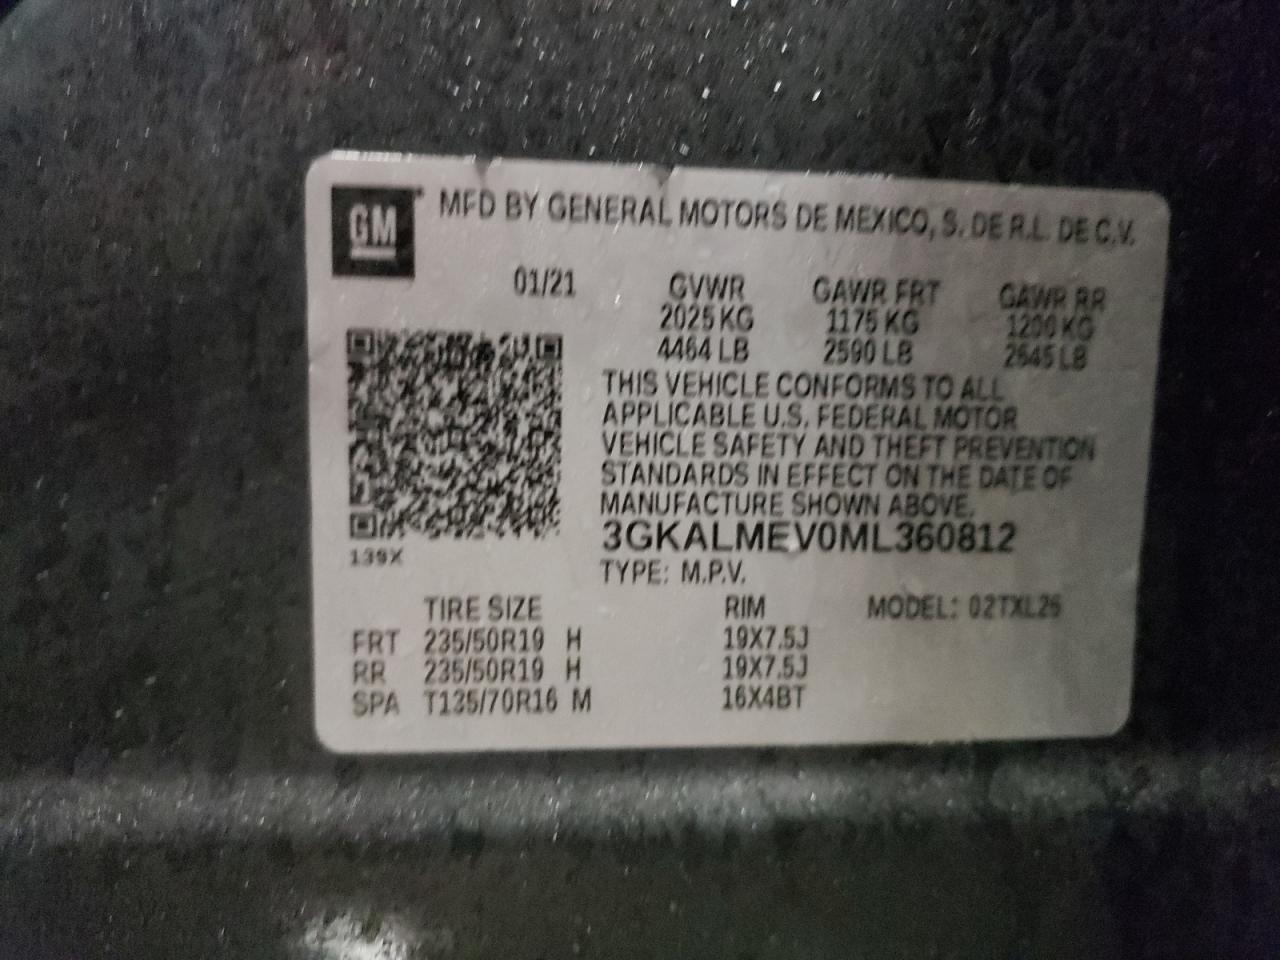 GM
MFD BY GENERAL MOTORS DE MEXICO, S. DE R.L. DE C.V.
01/21 GVWR GAWR FRT GAWR RR
2025 KG 1175 KG 1200 KG
4464 LB 2590 LB 2645 LB
THIS VEHICLE CONFORMS TO ALL
APPLICABLE U.S. FEDERAL MOTOR
VEHICLE SAFETY AND THEFT PREVENTION
STANDARDS IN EFFECT ON THE DATE OF
MANUFACTURE SHOWN ABOVE.
3GKALMEV0ML360812
139X
TYPE: M.P.V.
TIRE SIZE RIM MODEL: 02TXL26
FRT 235/50R19 H 19X7.5J
RR 235/50R19 H 19X7.5J
SPA T135/70R16 M 16X4BT